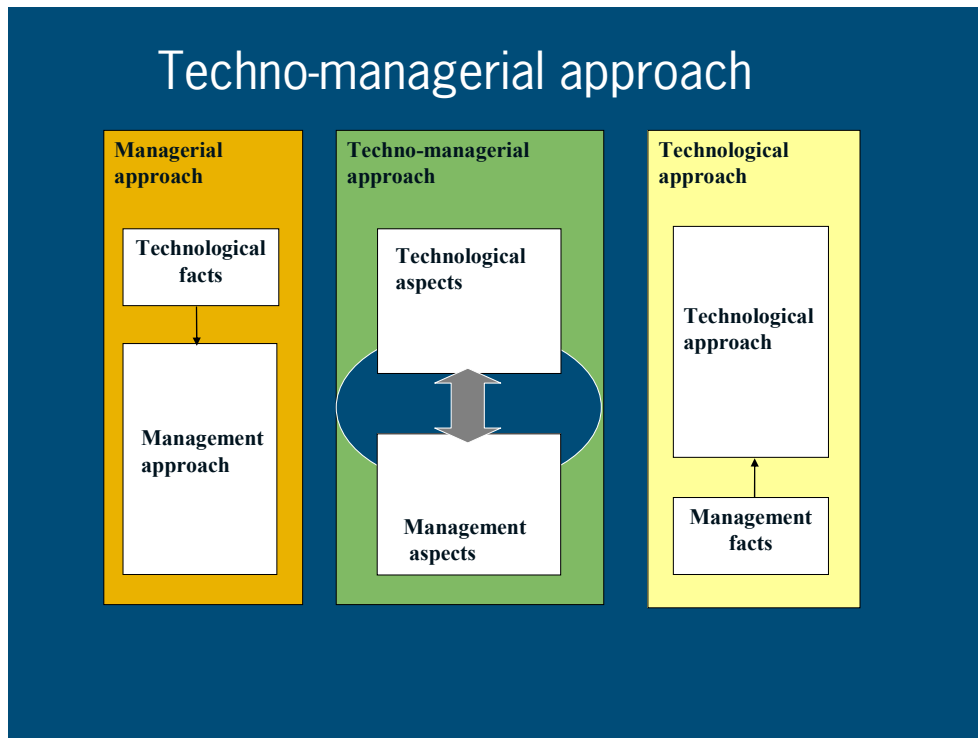 Techno-managerial approach
Managerial
approach
Technological
facts
Management
approach
Techno-managerial
approach
Technological
aspects
Management
aspects
Technological
approach
Technological
approach
Management
facts